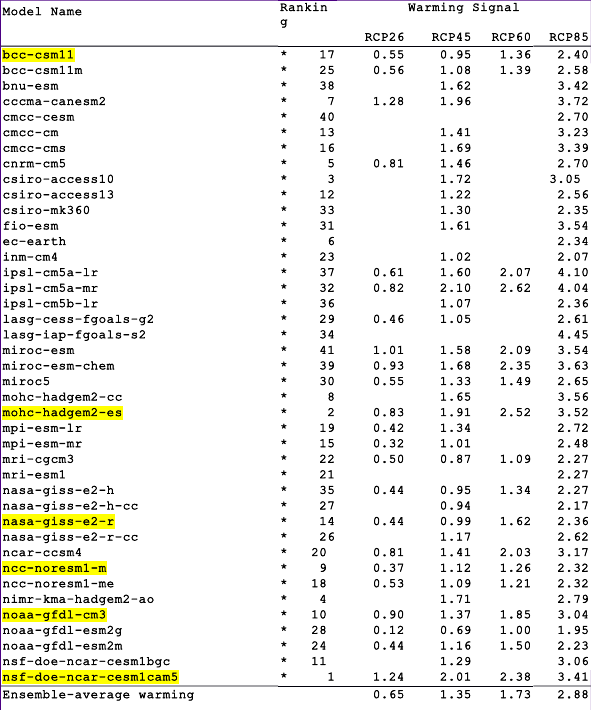 Model Name Rankin Warming Signal
g
RCP26 RCP45 RCP60 RCP85
bcc-csm11 * 17 0.55 0.95 1.36 2.40
bcc-csm11m * 25 0.56 1.08 1.39 2.58
bnu-esm * 38 1.62 3.42
cccma-canesm2 * 7 1.28 1.96 3.72
cmcc-cesm * 40 2.70
cmcc-cm * 13 1.41 3.23
cmcc-cms * 16 1.69 3.39
cnrm-cm5 * 5 0.81 1.46 2.70
csiro-access10 * 3 1.72 3.05
csiro-access13 * 12 1.22 2.56
csiro-mk360 * 33 1.30 2.35
fio-esm * 31 1.61 3.54
ec-earth * 6 2.34
inm-cm4 * 23 1.02 2.07
ipsl-cm5a-lr * 37 0.61 1.60 2.07 4.10
ipsl-cm5a-mr * 32 0.82 2.10 2.62 4.04
ipsl-cm5b-lr * 36 1.07 2.36
lasg-cess-fgoals-g2 * 29 0.46 1.05 2.61
lasg-iap-fgoals-s2 * 34 4.45
miroc-esm * 41 1.01 1.58 2.09 3.54
miroc-esm-chem * 39 0.93 1.68 2.35 3.63
miroc5 * 30 0.55 1.33 1.49 2.65
mohc-hadgem2-cc * 8 1.65 3.56
mohc-hadgem2-es * 2 0.83 1.91 2.52 3.52
mpi-esm-lr * 19 0.42 1.34 2.72
mpi-esm-mr * 15 0.32 1.01 2.48
mri-cgcm3 * 22 0.50 0.87 1.09 2.27
mri-esm1 * 21 2.27
nasa-giss-e2-h * 35 0.44 0.95 1.34 2.27
nasa-giss-e2-h-cc * 27 0.94 2.17
nasa-giss-e2-r * 14 0.44 0.99 1.62 2.36
nasa-giss-e2-r-cc * 26 1.17 2.62
ncar-ccsm4 * 20 0.81 1.41 2.03 3.17
ncc-noresm1-m * 9 0.37 1.12 1.26 2.32
ncc-noresm1-me * 18 0.53 1.09 1.21 2.32
nimr-kma-hadgem2-ao * 4 1.71 2.79
noaa-gfdl-cm3 * 10 0.90 1.37 1.85 3.04
noaa-gfdl-esm2g * 28 0.12 0.69 1.00 1.95
noaa-gfdl-esm2m * 24 0.44 1.16 1.50 2.23
nsf-doe-ncar-cesm1bgc * 11 1.29 3.06
nsf-doe-ncar-cesm1cam5 * 1 1.24 2.01 2.38 3.41
Ensemble-average warming 0.65 1.35 1.73 2.88